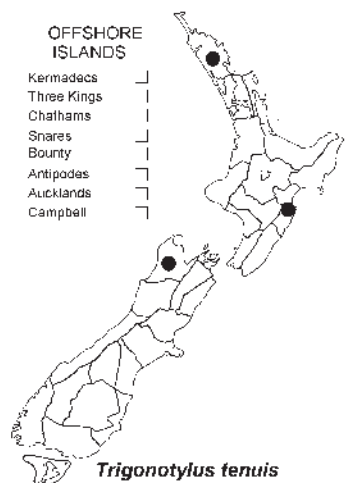 OFFSHORE
ISLANDS
Kermadecs
Three Kings
Chathams
Snares
Bounty
Antipodes
Aucklands
Campbell
Trigonotylus tenuis